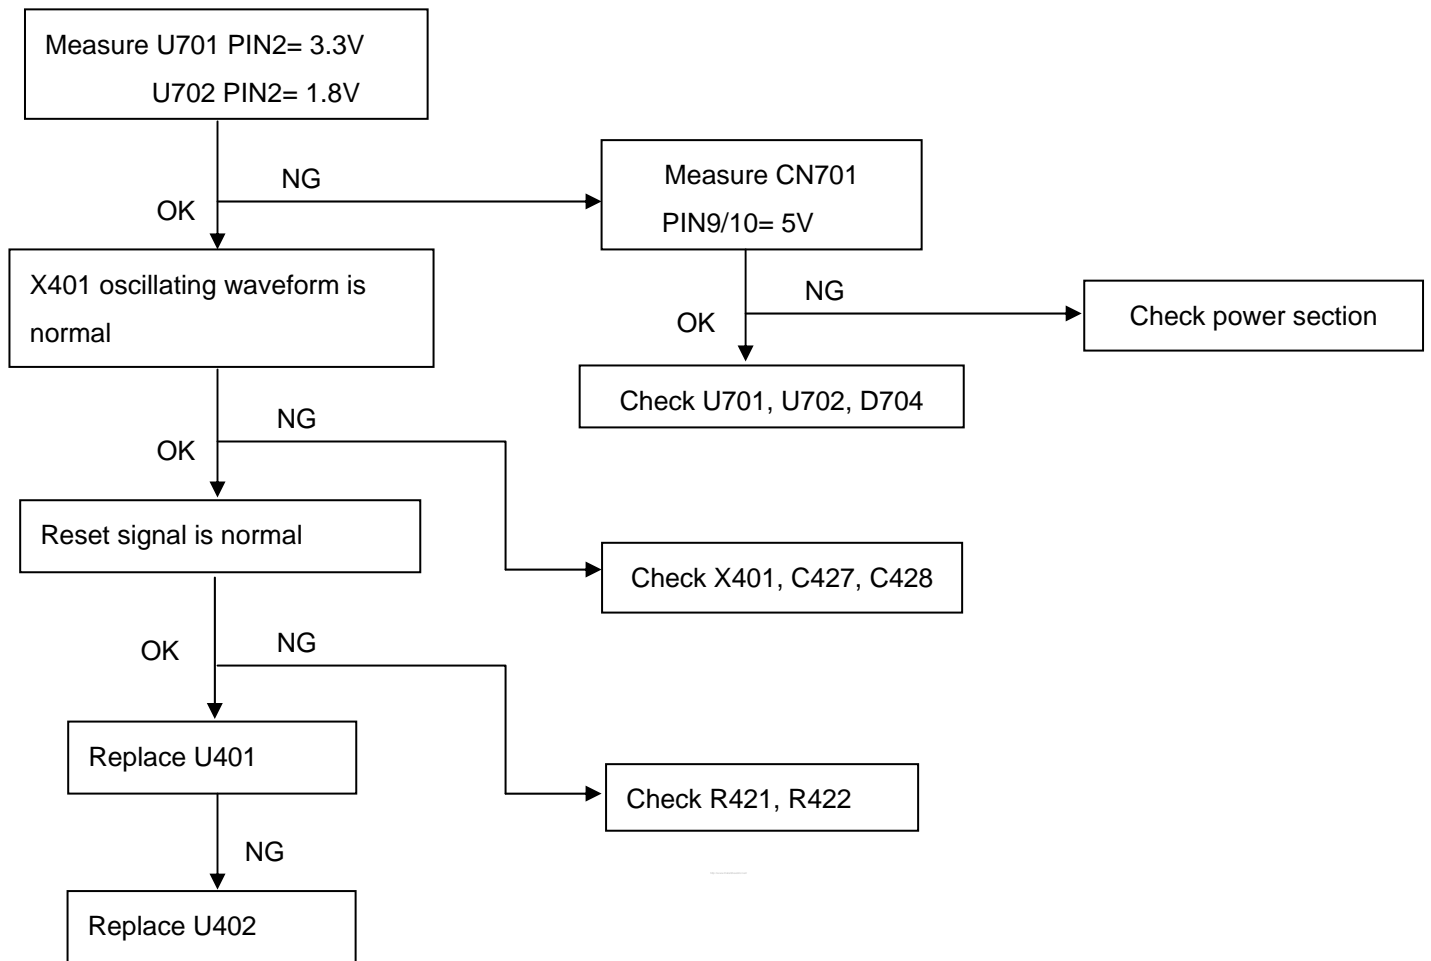 Measure U701 PIN2= 3.3V
U702 PIN2= 1.8V
NG
OK
Measure CN701
PIN9/10= 5V
X401 oscillating waveform is
normal
NG
OK
Check power section
Check U701, U702, D704
NG
OK
Reset signal is normal
Check X401, C427, C428
NG
OK
Replace U401
Check R421, R422
NG
Replace U402